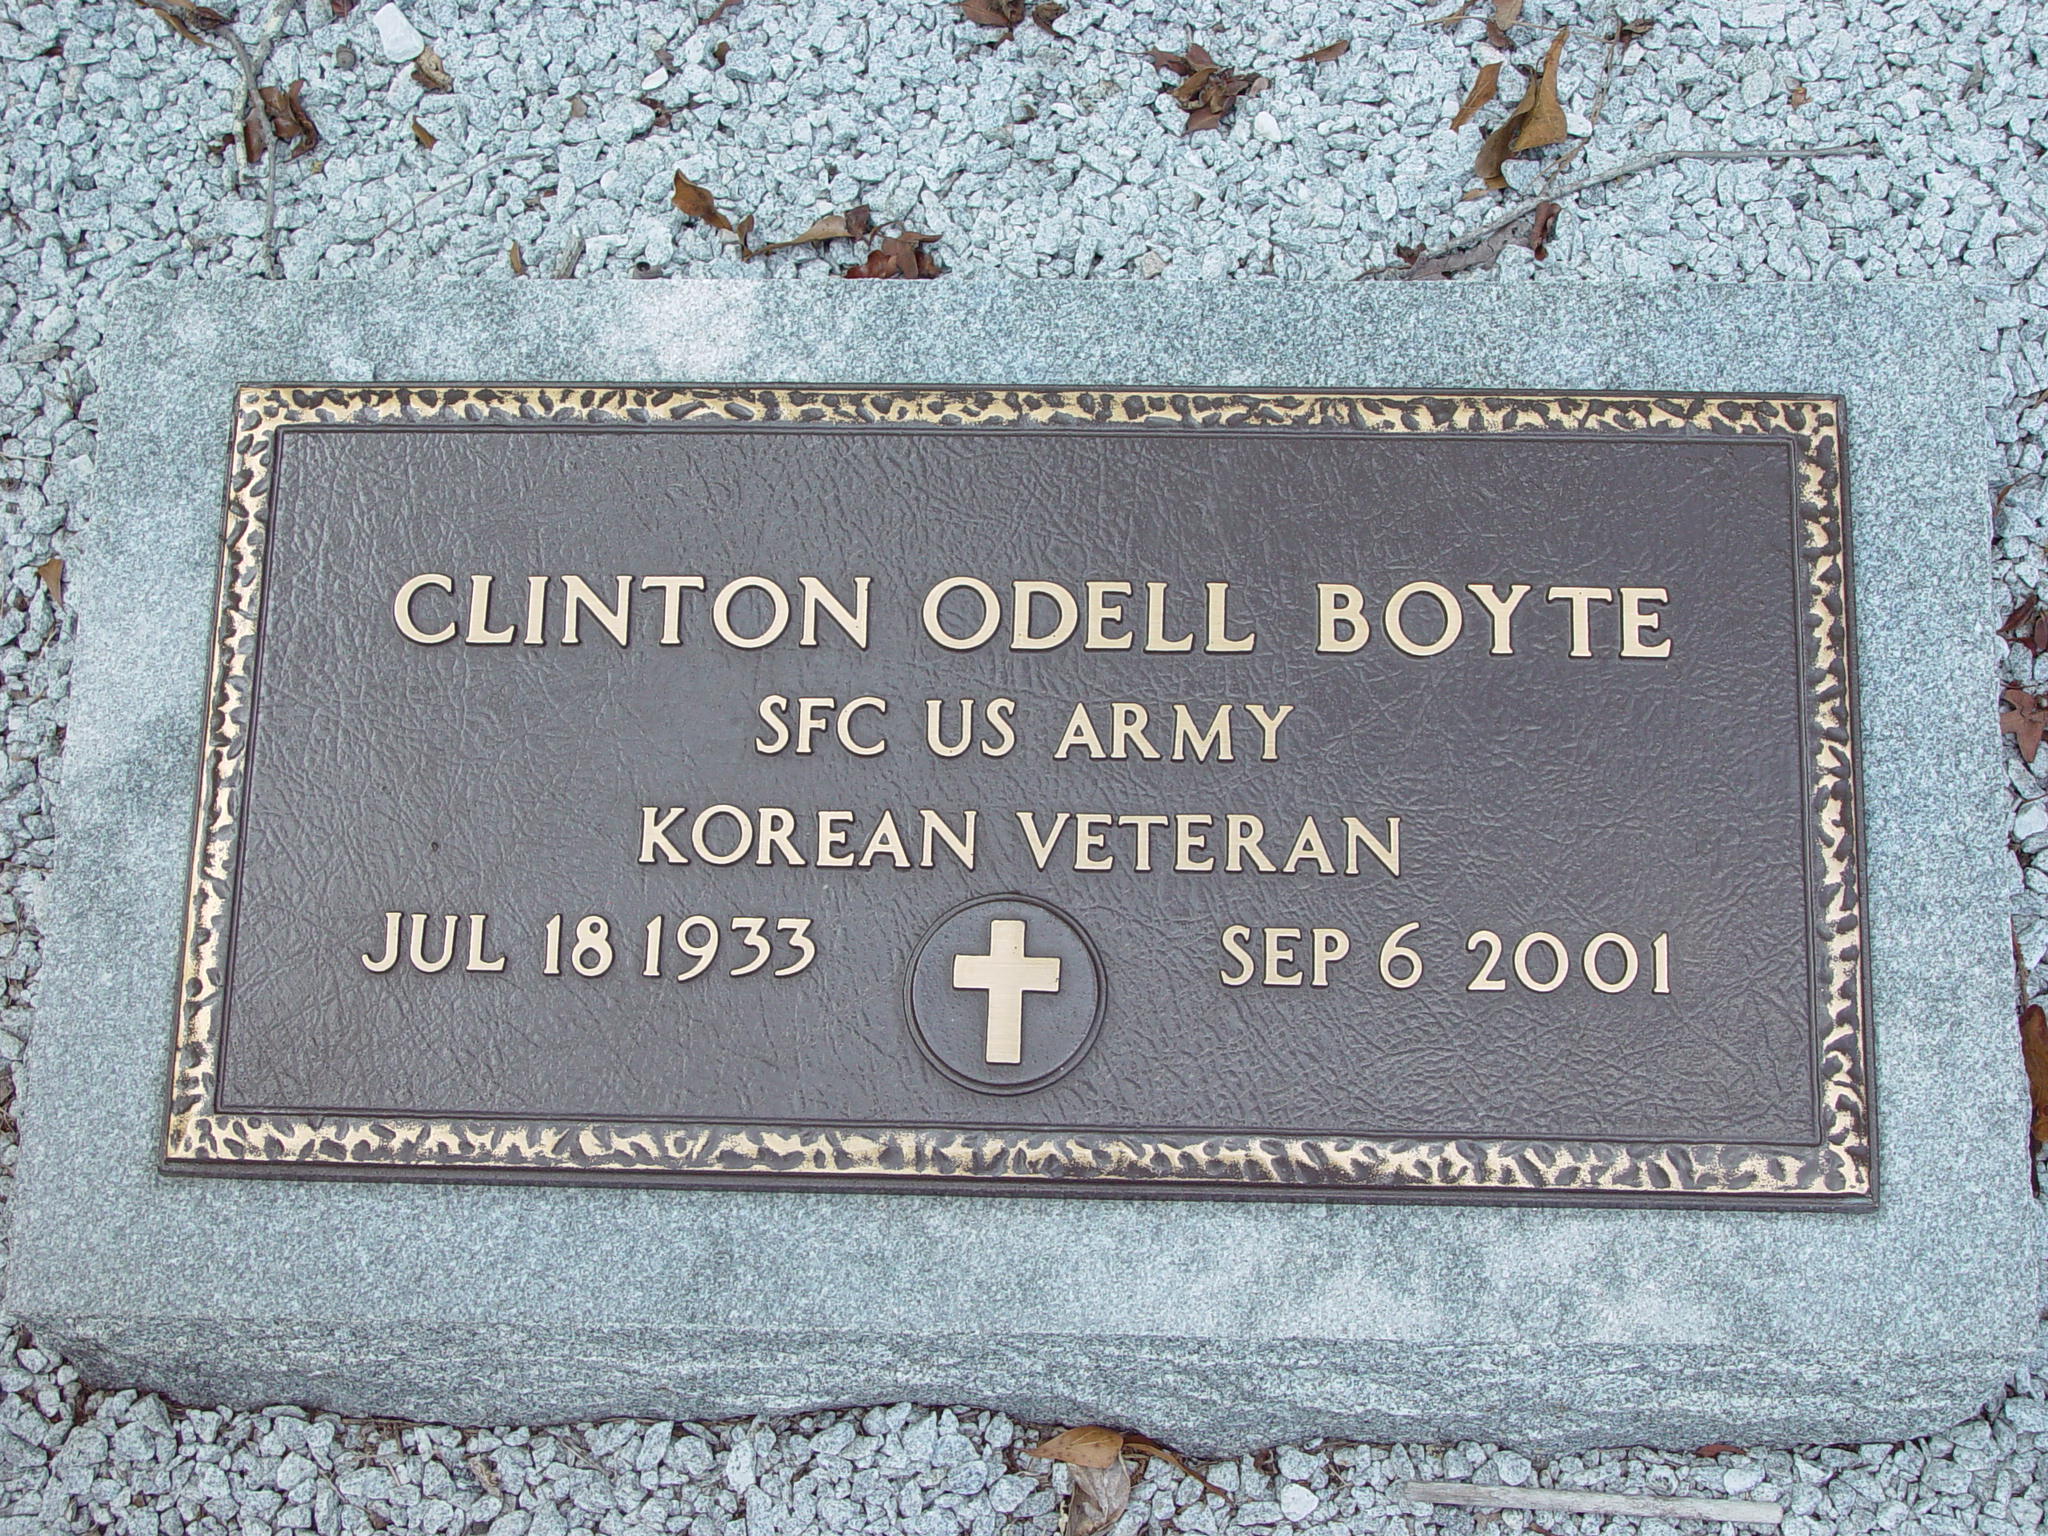 CLINTON ODELL BOYTE
SFC US ARMY
KOREAN VETERAN
JUL 18 1933 SEP 6 2001